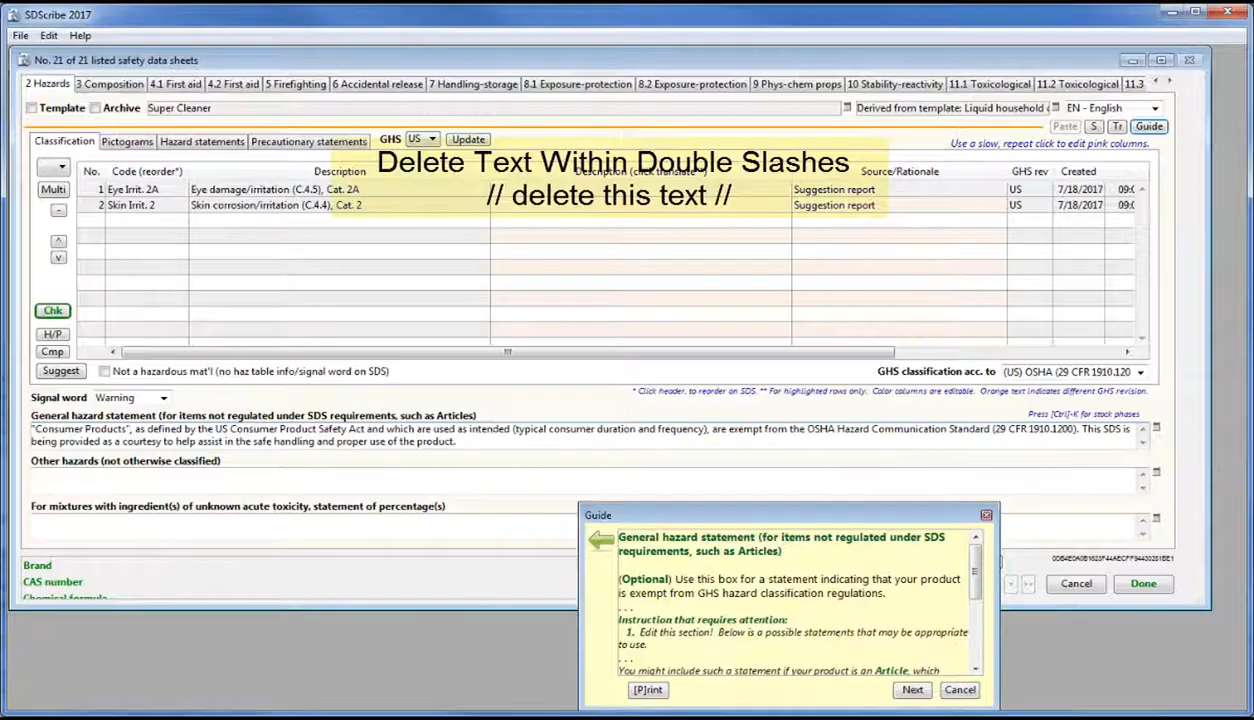 SDScribe 2017
File Edit Help
No. 21 of 21 listed safety data sheets
2 Hazards 3 Composition 4.1 First aid 4.2 First aid 5 Firefighting 6 Accidental release 7 Handling-storage 8.1 Exposure-protection 8.2 Exposure-protection 9 Phys-chem props 10 Stability-reactivity 11.1 Toxicological 11.2 Toxicological 11.3
Template Archive Super Cleaner Derived from template: Liquid household c EN - English
Paste S Tr Guide
Classification Pictograms Hazard statements Precautionary statements GHS US Update
Use a slow, repeat click to edit pink columns.
Delete Text Within Double Slashes
// delete this text //
No. Code (reorder*) Description Description (click translate*) Source/Rationale GHS rev Created
Multi 1 Eye Irrit. 2A Eye damage/irritation (C.4.5), Cat. 2A Suggestion report US 7/18/2017 09:0
2 Skin Irrit. 2 Skin corrosion/irritation (C.4.4), Cat. 2 Suggestion report US 7/18/2017 09:0
-
^
v
Chk
H/P
Cmp
Suggest Not a hazardous mat'l (no haz table info/signal word on SDS) GHS classification acc. to (US) OSHA (29 CFR 1910.120
* Click header, to reorder on SDS. ** For highlighted rows only. Color columns are editable. Orange text indicates different GHS revision.
Signal word Warning
General hazard statement (for items not regulated under SDS requirements, such as Articles) Press [Ctrl]-K for stock phases
"Consumer Products", as defined by the US Consumer Product Safety Act and which are used as intended (typical consumer duration and frequency), are exempt from the OSHA Hazard Communication Standard (29 CFR 1910.1200). This SDS is
being provided as a courtesy to help assist in the safe handling and proper use of the product.
Other hazards (not otherwise classified)
For mixtures with ingredient(s) of unknown acute toxicity, statement of percentage(s)
Brand
CAS number
Chemical formula
Cancel Done
Guide
General hazard statement (for items not regulated under SDS
requirements, such as Articles)
(Optional) Use this box for a statement indicating that your product
is exempt from GHS hazard classification regulations.
. . .
Instruction that requires attention:
1. Edit this section! Below is a possible statements that may be appropriate
to use.
. . .
You might include such a statement if your product is an Article, which
[P]rint Next Cancel